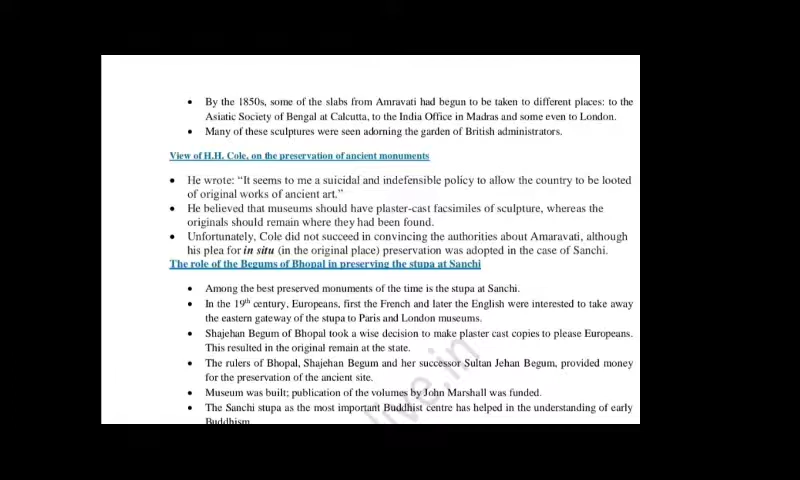 • By the 1850s, some of the slabs from Amravati had begun to be taken to different places: to the
Asiatic Society of Bengal at Calcutta, to the India Office in Madras and some even to London.
• Many of these sculptures were seen adorning the garden of British administrators.
View of H.H. Cole, on the preservation of ancient monuments
• He wrote: “It seems to me a suicidal and indefensible policy to allow the country to be looted
of original works of ancient art.”
• He believed that museums should have plaster-cast facsimiles of sculpture, whereas the
originals should remain where they had been found.
• Unfortunately, Cole did not succeed in convincing the authorities about Amaravati, although
his plea for in situ (in the original place) preservation was adopted in the case of Sanchi.
The role of the Begums of Bhopal in preserving the stupa at Sanchi
• Among the best preserved monuments of the time is the stupa at Sanchi.
• In the 19th century, Europeans, first the French and later the English were interested to take away
the eastern gateway of the stupa to Paris and London museums.
• Shajehan Begum of Bhopal took a wise decision to make plaster cast copies to please Europeans.
This resulted in the original remain at the state.
• The rulers of Bhopal, Shajehan Begum and her successor Sultan Jehan Begum, provided money
for the preservation of the ancient site.
• Museum was built; publication of the volumes by John Marshall was funded.
• The Sanchi stupa as the most important Buddhist centre has helped in the understanding of early
Buddhism.
live.in